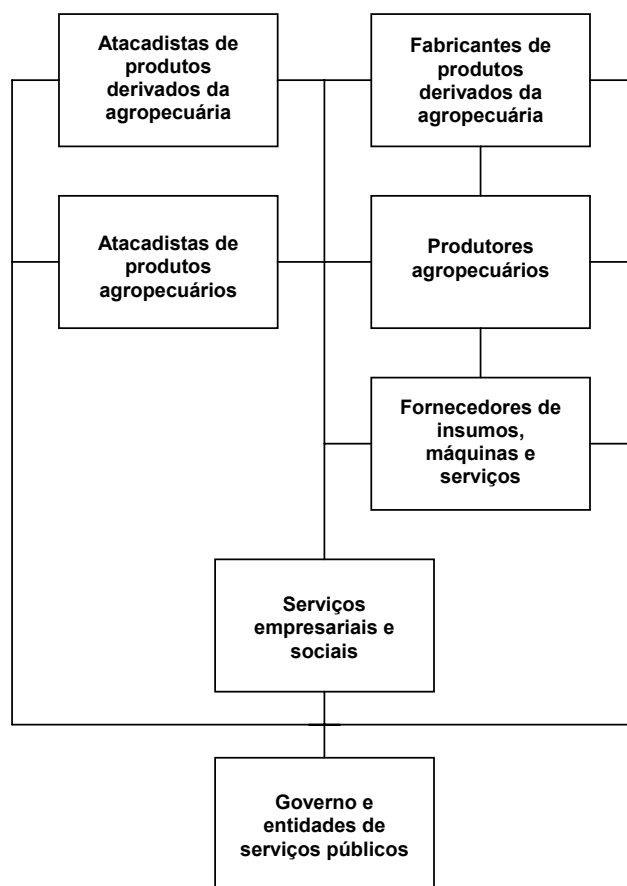 Atacadistas de
produtos
derivados da
agropecuária
Fabricantes de
produtos
derivados da
agropecuária
Atacadistas de
produtos
agropecuários
Produtores
agropecuários
Fornecedores de
insumos,
máquinas e
serviços
Serviços
empresariais e
sociais
Governo e
entidades de
serviços públicos